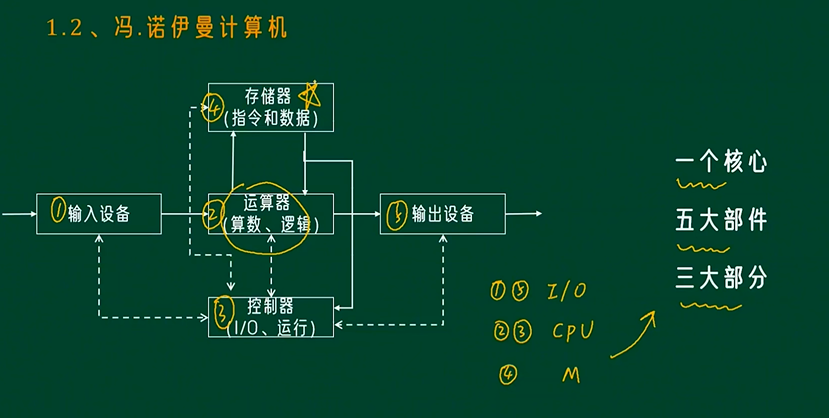 1.2、冯.诺伊曼计算机
④
存储器
(指令和数据)
①输入设备
②
运算器
(算数、逻辑)
⑤输出设备
③
控制器
(I/O、运行)
一个核心
五大部件
三大部分
①⑤ I/O
②③ CPU
④ M